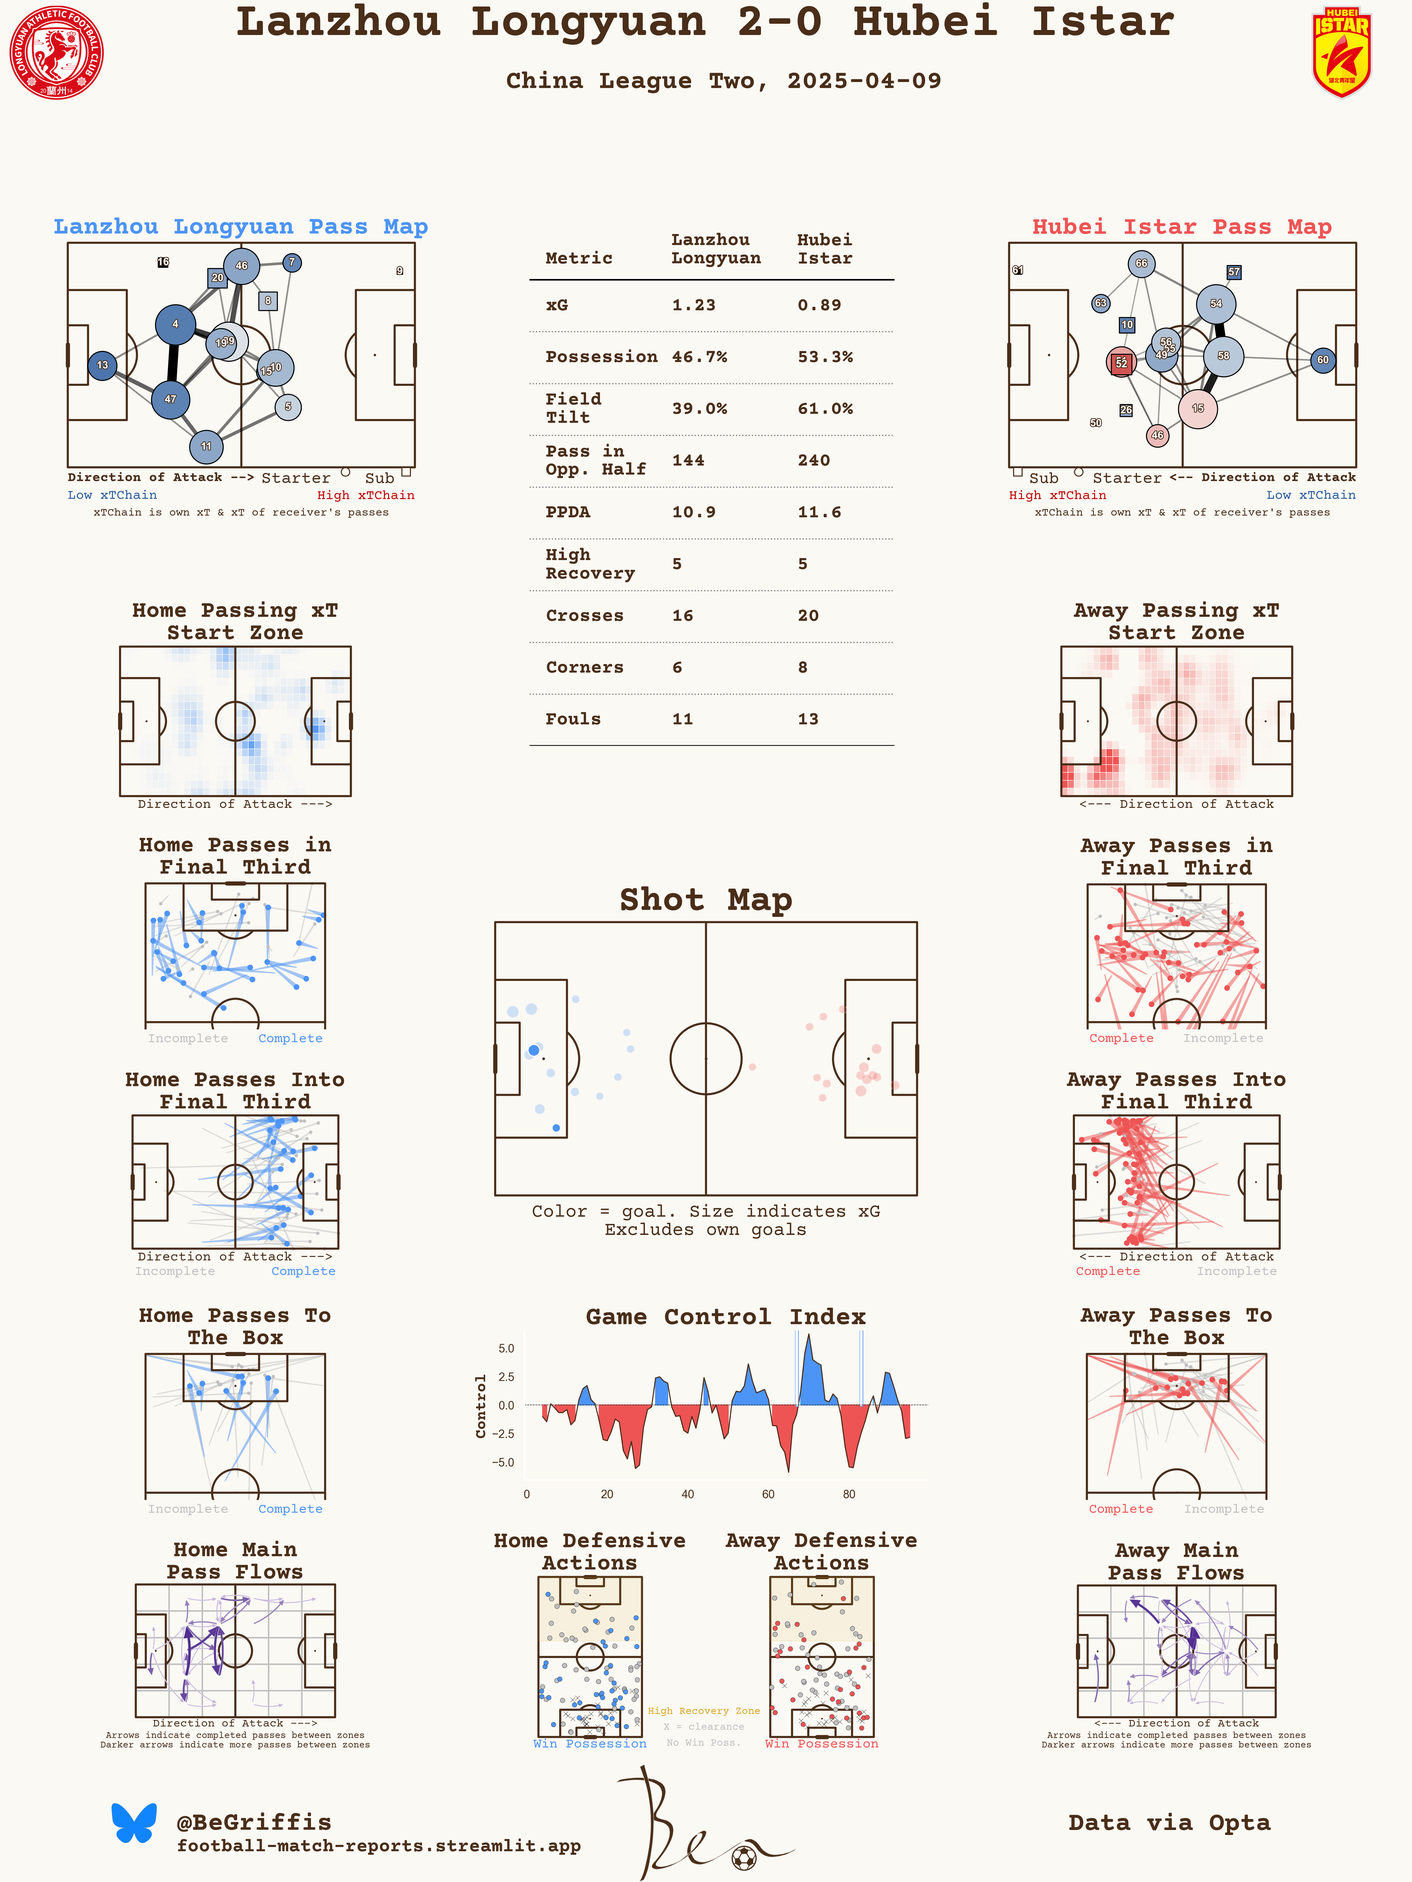 Lanzhou Longyuan 2-0 Hubei Istar
China League Two, 2025-04-09
LONGYUAN ATHLETIC FOOTBALL CLUB
20 蘭州 14
HUBEI
ISTAR
湖北青年星
Lanzhou Longyuan Pass Map
16
20
46
7
9
8
4
19
13
10
15
47
5
11
Direction of Attack --> Starter Sub
Low xTChain High xTChain
xTChain is own xT & xT of receiver's passes
Metric Lanzhou Longyuan Hubei Istar
xG 1.23 0.89
Possession 46.7% 53.3%
Field Tilt 39.0% 61.0%
Pass in Opp. Half 144 240
PPDA 10.9 11.6
High Recovery 5 5
Crosses 16 20
Corners 6 8
Fouls 11 13
Hubei Istar Pass Map
61
66
57
63
54
10
56
55
49
58
52
60
26
15
50
46
Sub Starter <-- Direction of Attack
High xTChain Low xTChain
xTChain is own xT & xT of receiver's passes
Home Passing xT
Start Zone
Direction of Attack --->
Away Passing xT
Start Zone
<--- Direction of Attack
Home Passes in
Final Third
Incomplete Complete
Away Passes in
Final Third
Complete Incomplete
Shot Map
Color = goal. Size indicates xG
Excludes own goals
Home Passes Into
Final Third
Direction of Attack --->
Incomplete Complete
Away Passes Into
Final Third
<--- Direction of Attack
Complete Incomplete
Home Passes To
The Box
Incomplete Complete
Game Control Index
Control
5.0
2.5
0.0
−2.5
−5.0
0 20 40 60 80
Away Passes To
The Box
Complete Incomplete
Home Main
Pass Flows
Direction of Attack --->
Arrows indicate completed passes between zones
Darker arrows indicate more passes between zones
Home Defensive
Actions
Win Possession
High Recovery Zone
X = clearance
No Win Poss.
Away Defensive
Actions
Win Possession
Away Main
Pass Flows
<--- Direction of Attack
Arrows indicate completed passes between zones
Darker arrows indicate more passes between zones
@BeGriffis
football-match-reports.streamlit.app
Ben
Data via Opta